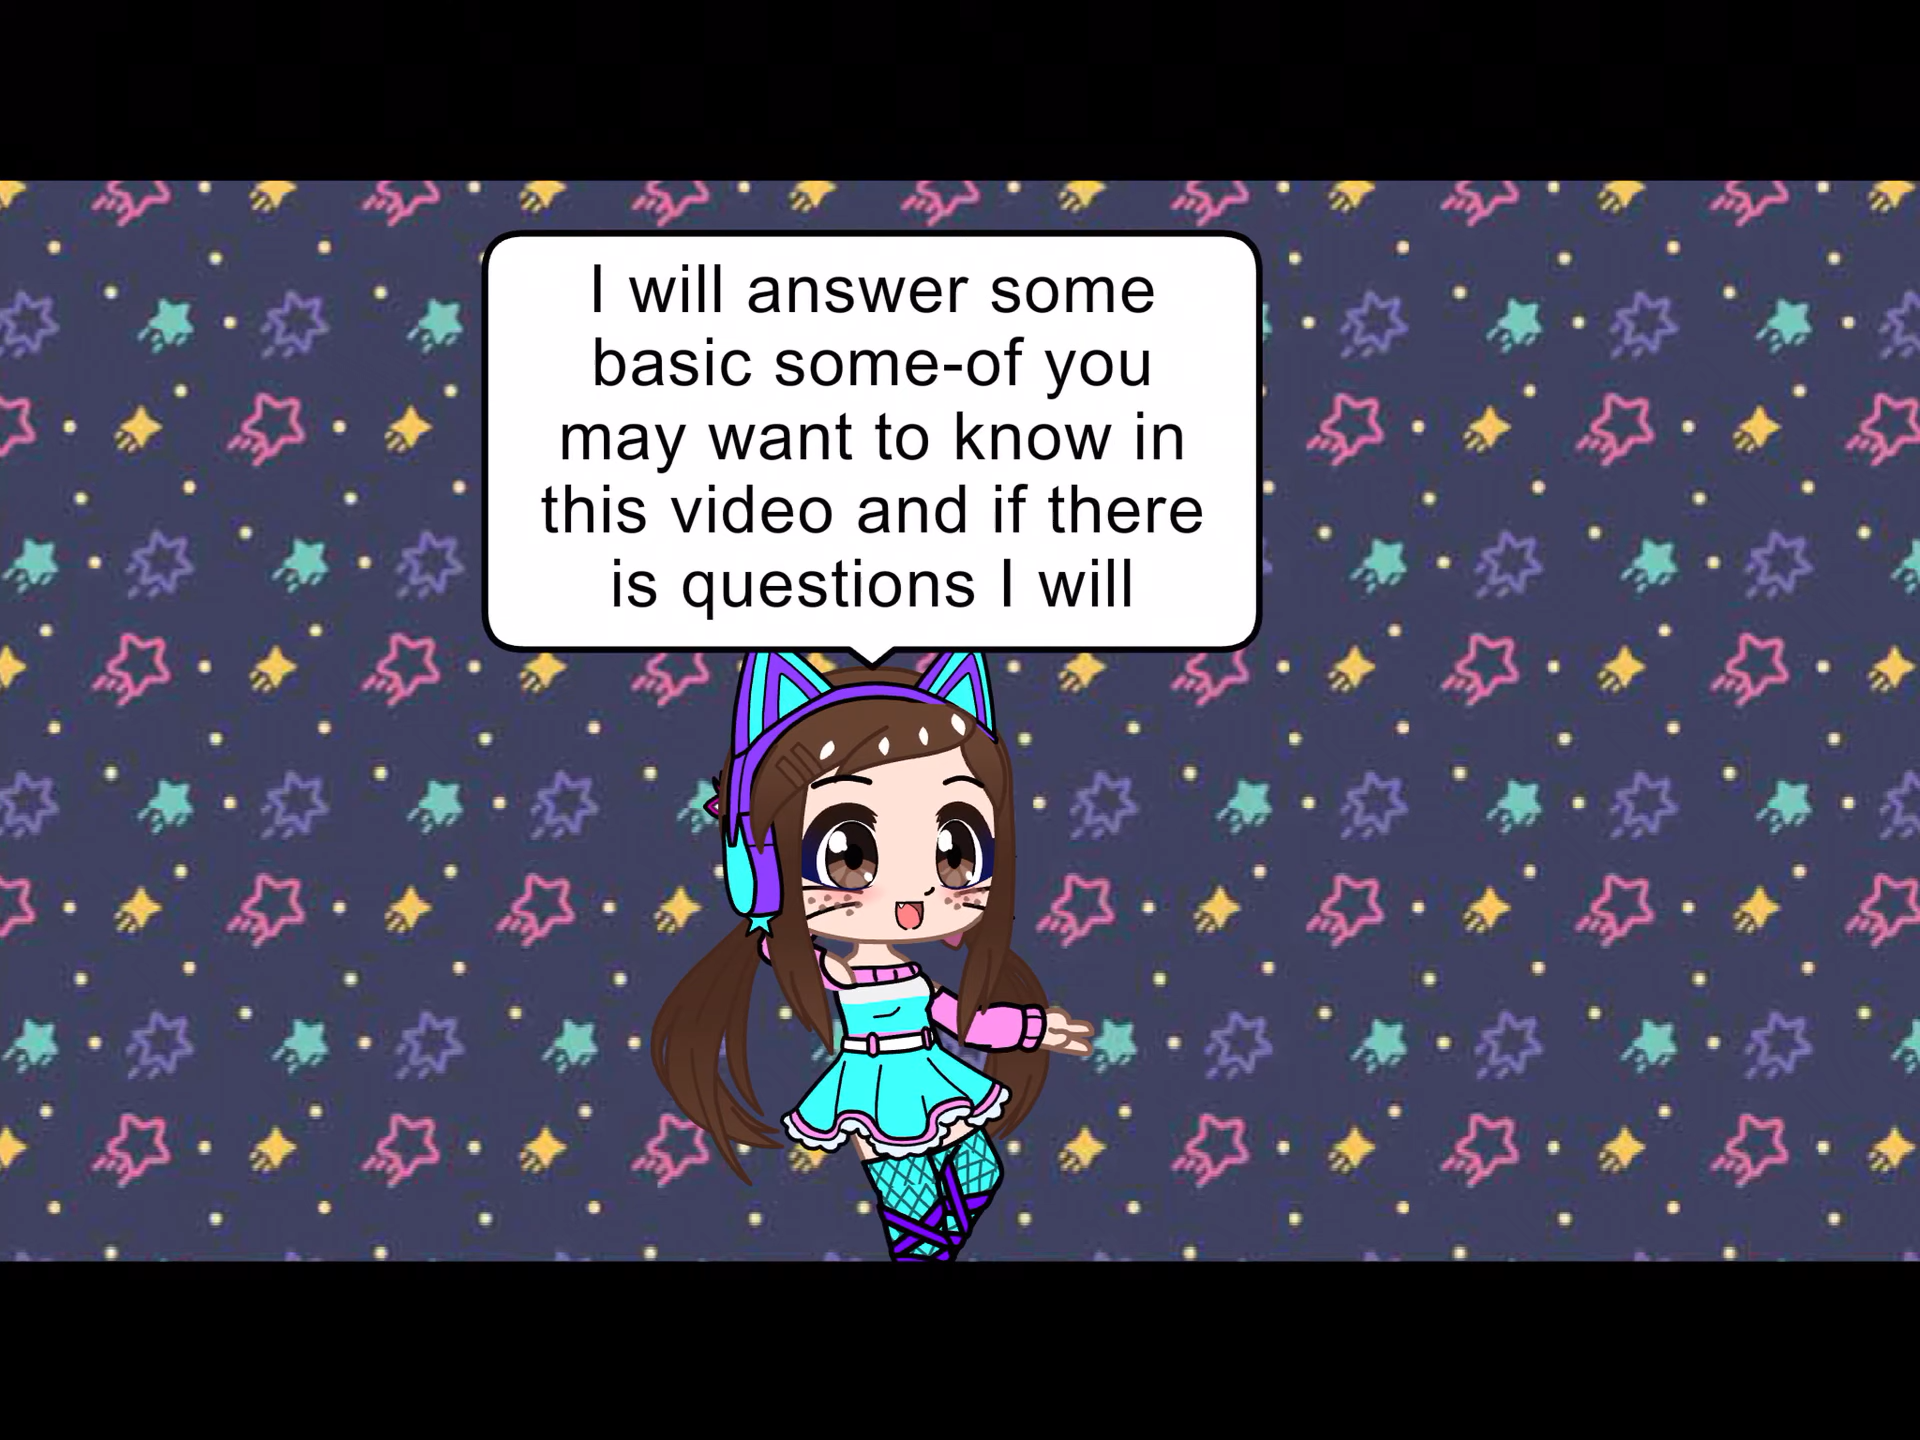 I will answer some
basic some-of you
may want to know in
this video and if there
is questions I will